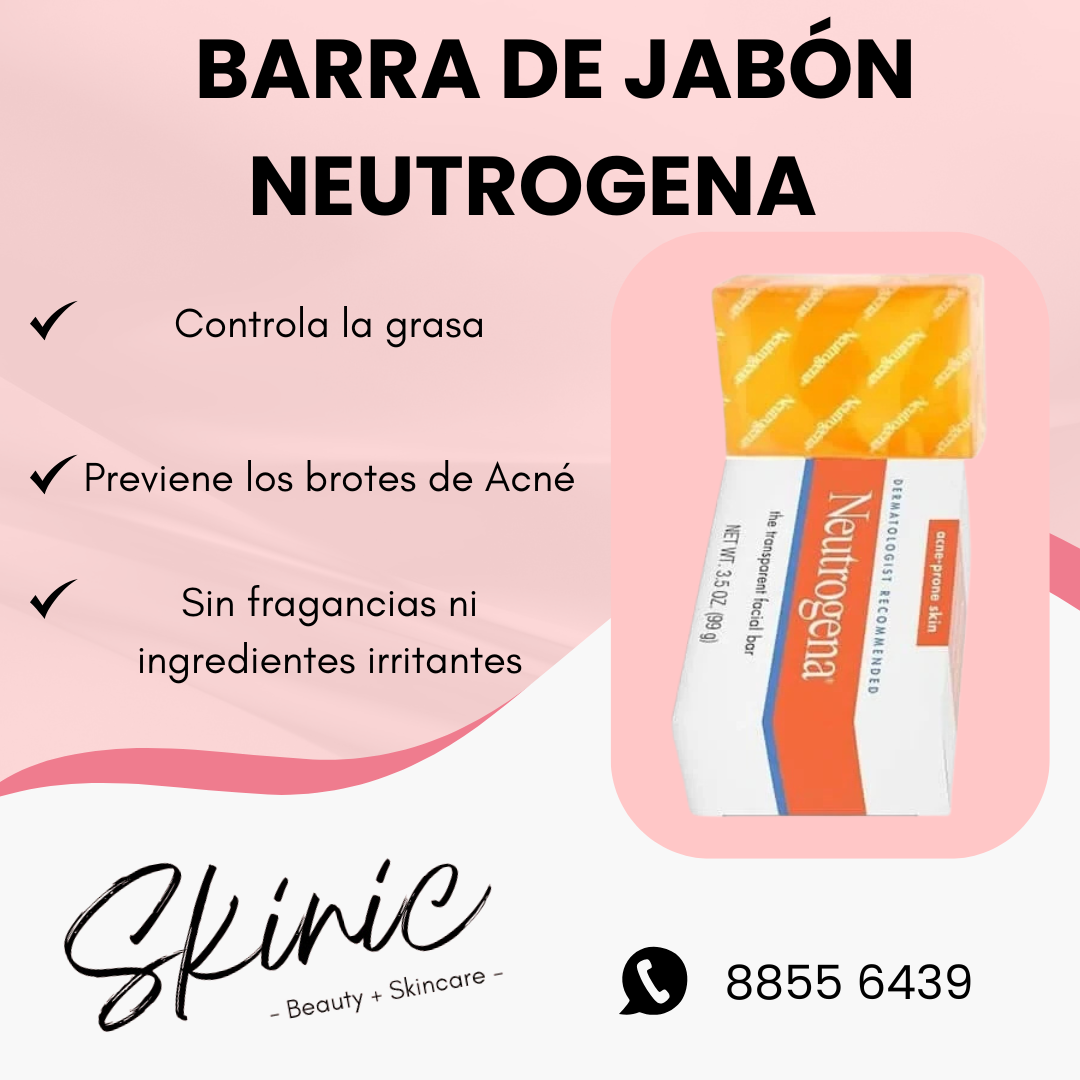 BARRA DE JABÓN
NEUTROGENA
Controla la grasa
Previene los brotes de Acné
Sin fragancias ni
ingredientes irritantes
Neutrogena
acne-prone skin
DERMATOLOGIST RECOMMENDED
Neutrogena®
the transparent facial bar
NET WT. 3.5 OZ. (99 g)
Skinic
- Beauty + Skincare -
8855 6439